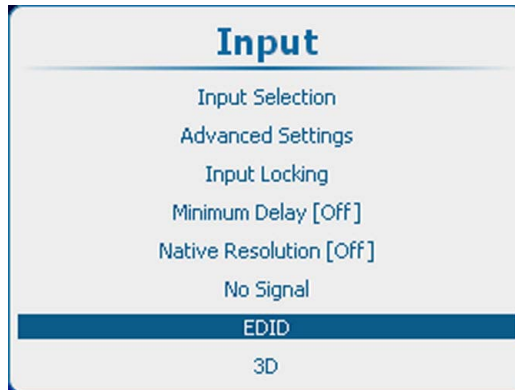 Input
Input Selection
Advanced Settings
Input Locking
Minimum Delay [Off]
Native Resolution [Off]
No Signal
EDID
3D